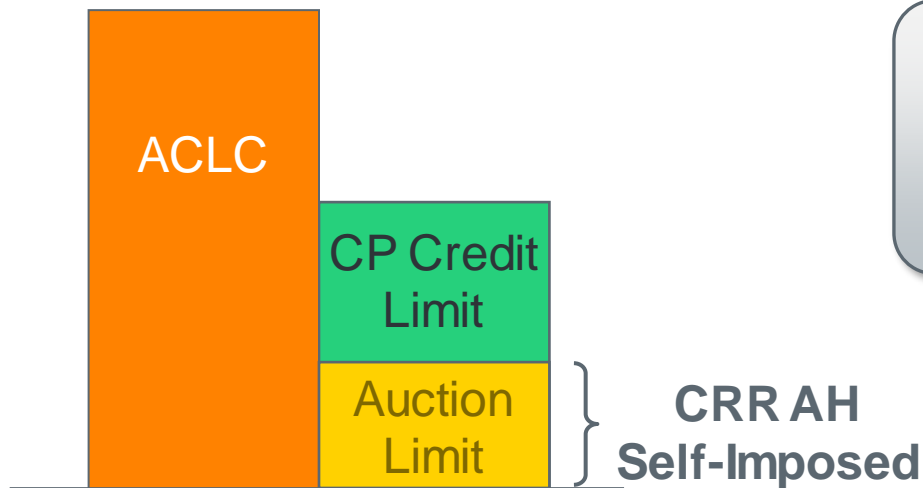 ACLC
CP Credit
Limit
Auction
Limit
CRR AH
Self-Imposed